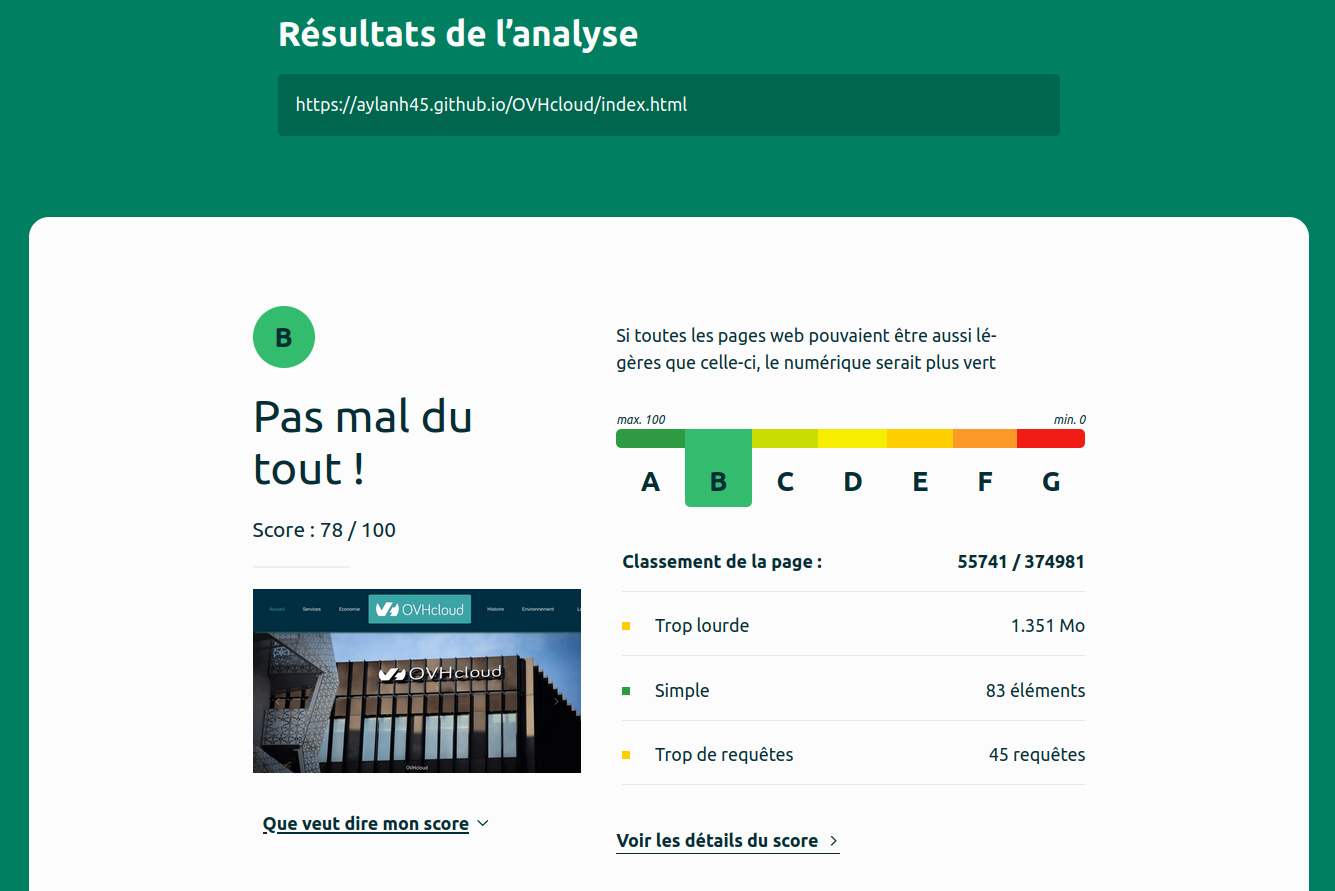 Résultats de l’analyse
https://aylanh45.github.io/OVHcloud/index.html
B
Pas mal du
tout !
Score : 78 / 100
Accueil Services Economie OVHcloud Histoire Environnement
OVHcloud
OVHcloud
Que veut dire mon score
Si toutes les pages web pouvaient être aussi lé-
gères que celle-ci, le numérique serait plus vert
max. 100 min. 0
A B C D E F G
Classement de la page : 55741 / 374981
Trop lourde 1.351 Mo
Simple 83 éléments
Trop de requêtes 45 requêtes
Voir les détails du score